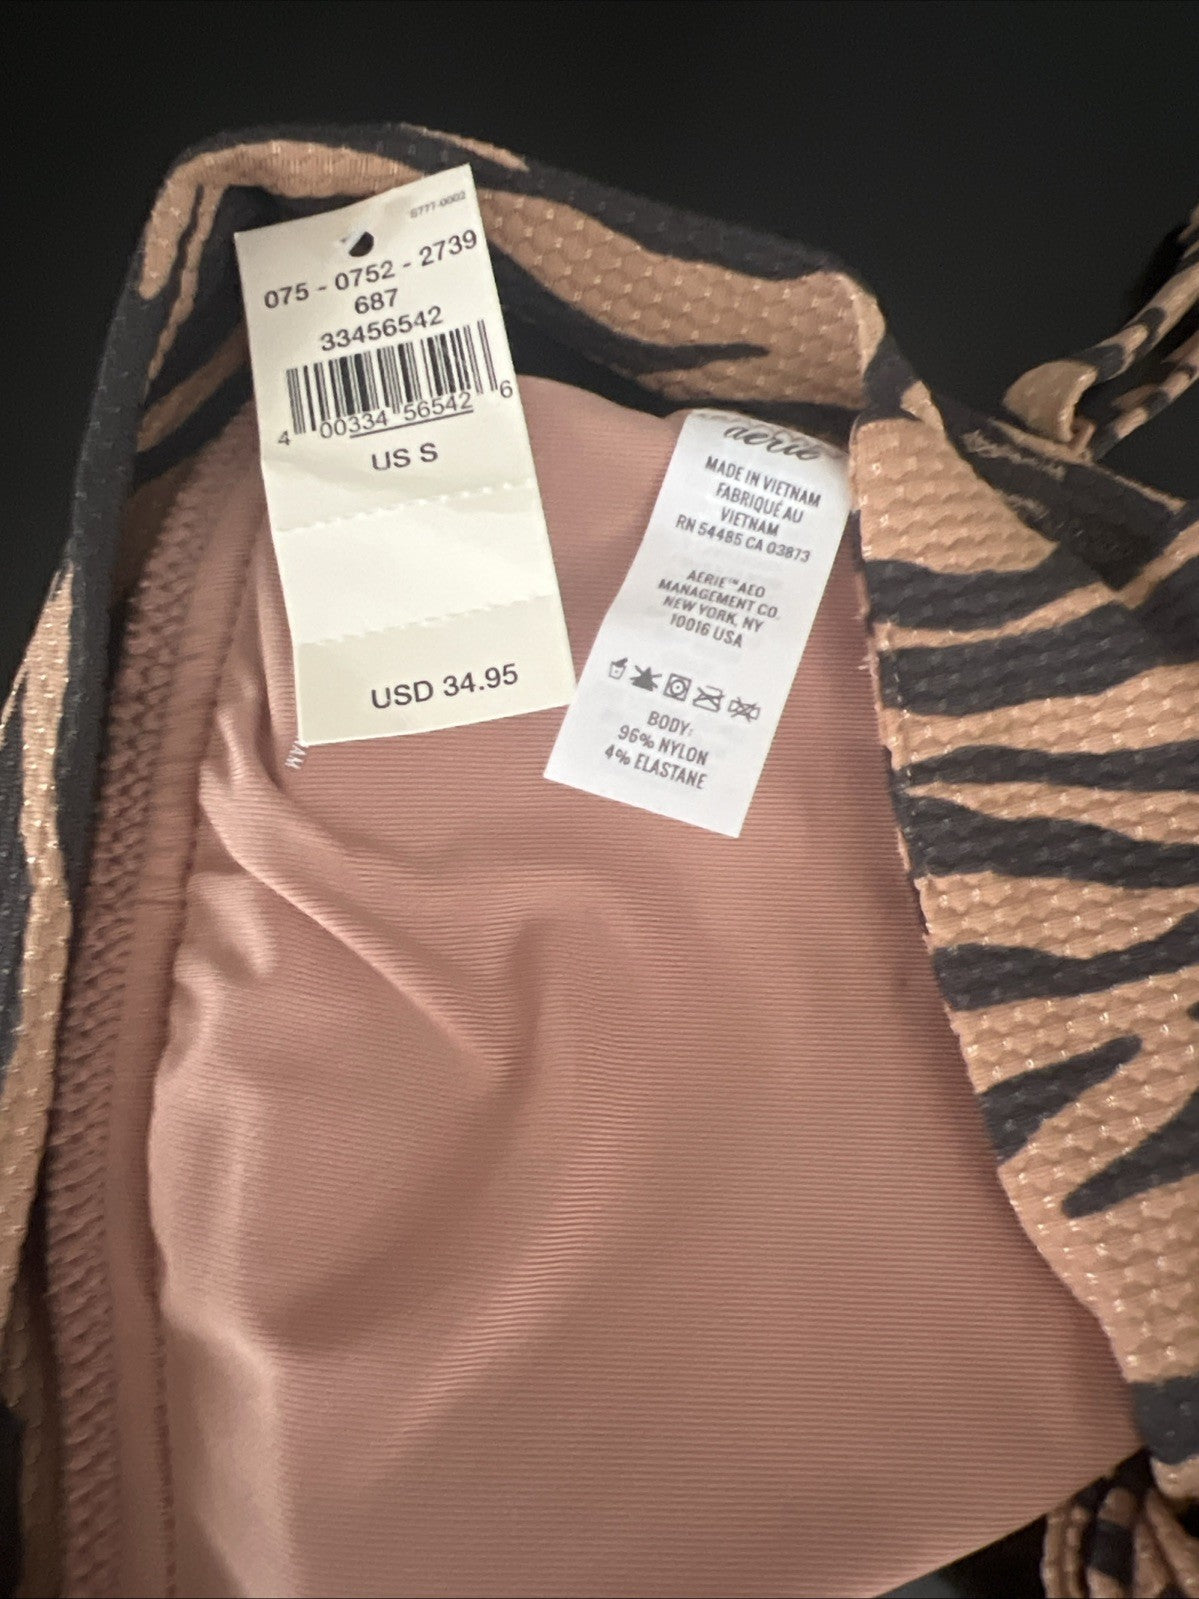 S777-0002
075 - 0752 - 2739
687
33456542
4 00334 56542 6
US S
USD 34.95
aerie
MADE IN VIETNAM
FABRIQUÉ AU
VIETNAM
RN 54485 CA 03873
AERIE™ AEO
MANAGEMENT CO.
NEW YORK, NY
10016 USA
BODY:
96% NYLON
4% ELASTANE